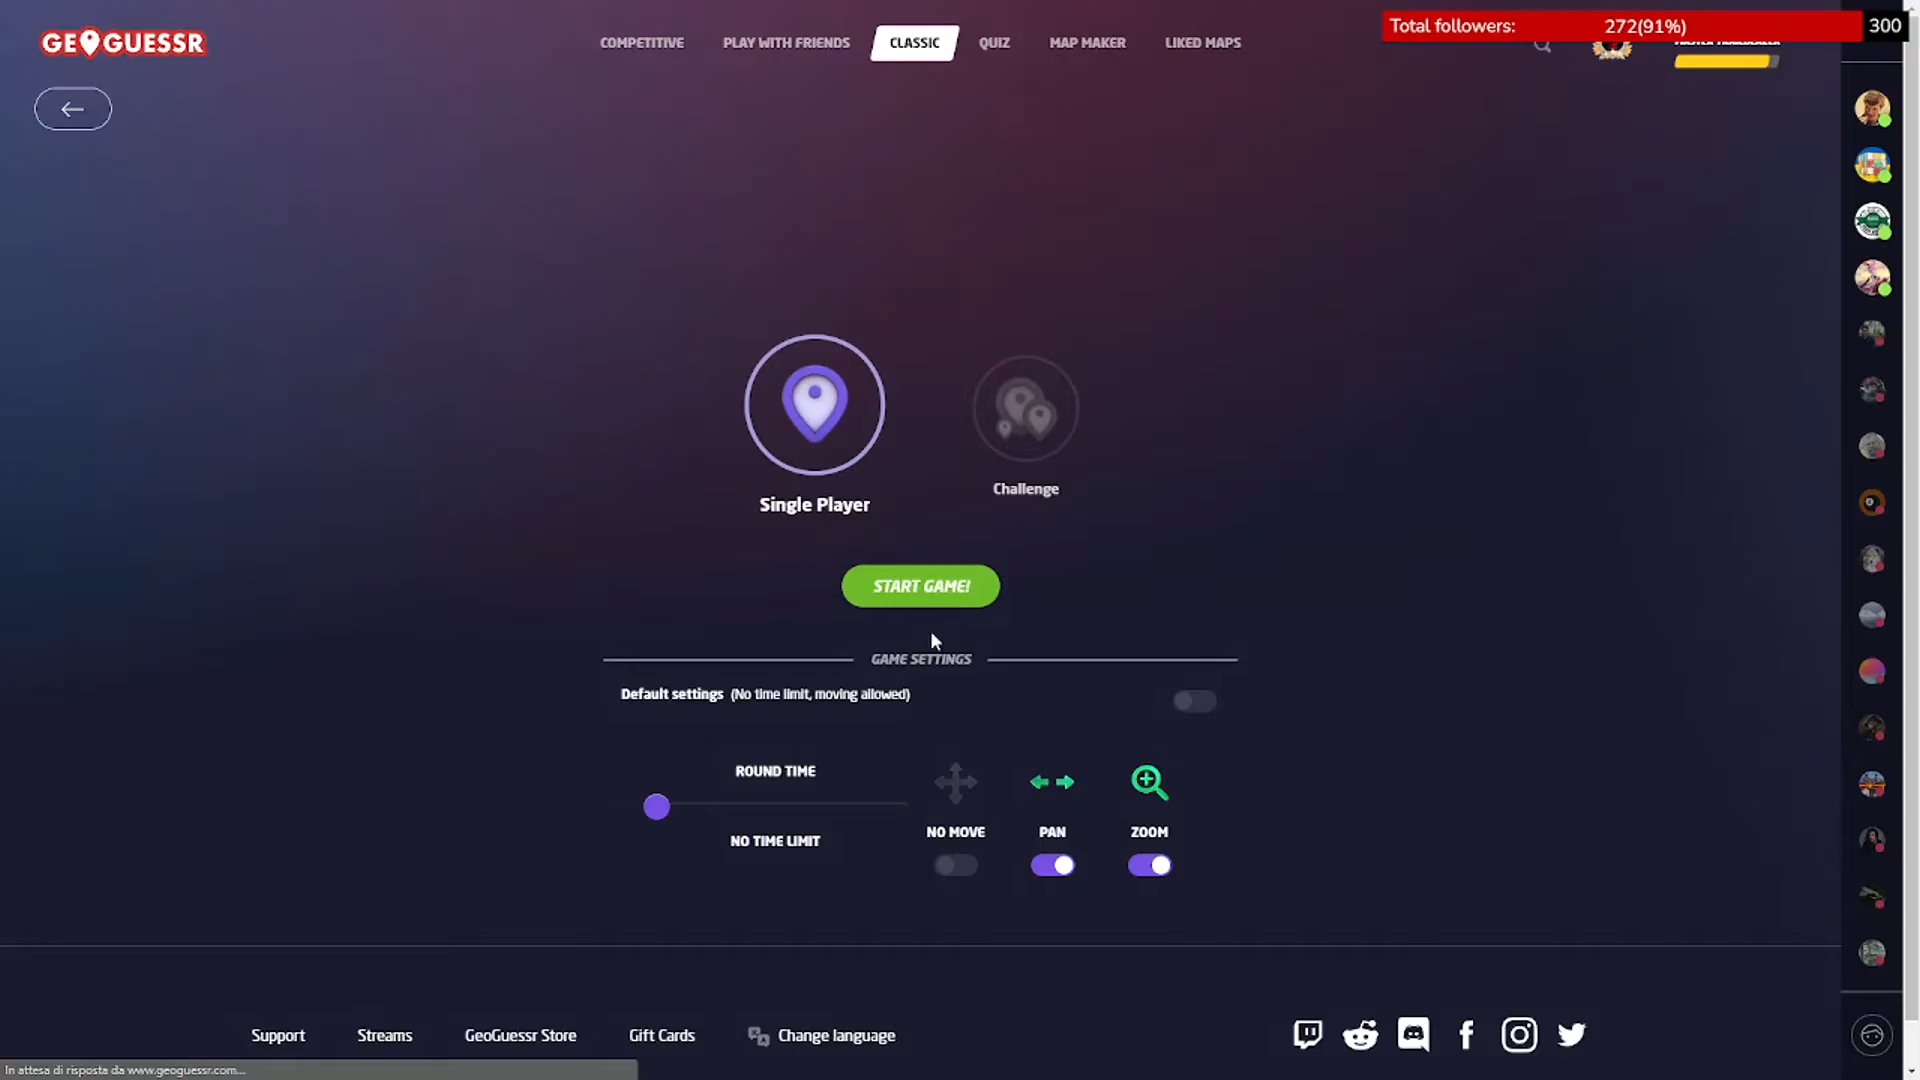 GEOGUESSR
COMPETITIVE
PLAY WITH FRIENDS
CLASSIC
QUIZ
MAP MAKER
LIKED MAPS
Total followers: 272(91%) 300
Single Player
Challenge
START GAME!
GAME SETTINGS
Default settings (No time limit, moving allowed)
ROUND TIME
NO TIME LIMIT
NO MOVE
PAN
ZOOM
Support
Streams
GeoGuessr Store
Gift Cards
Change language
In attesa di risposta da www.geoguessr.com...